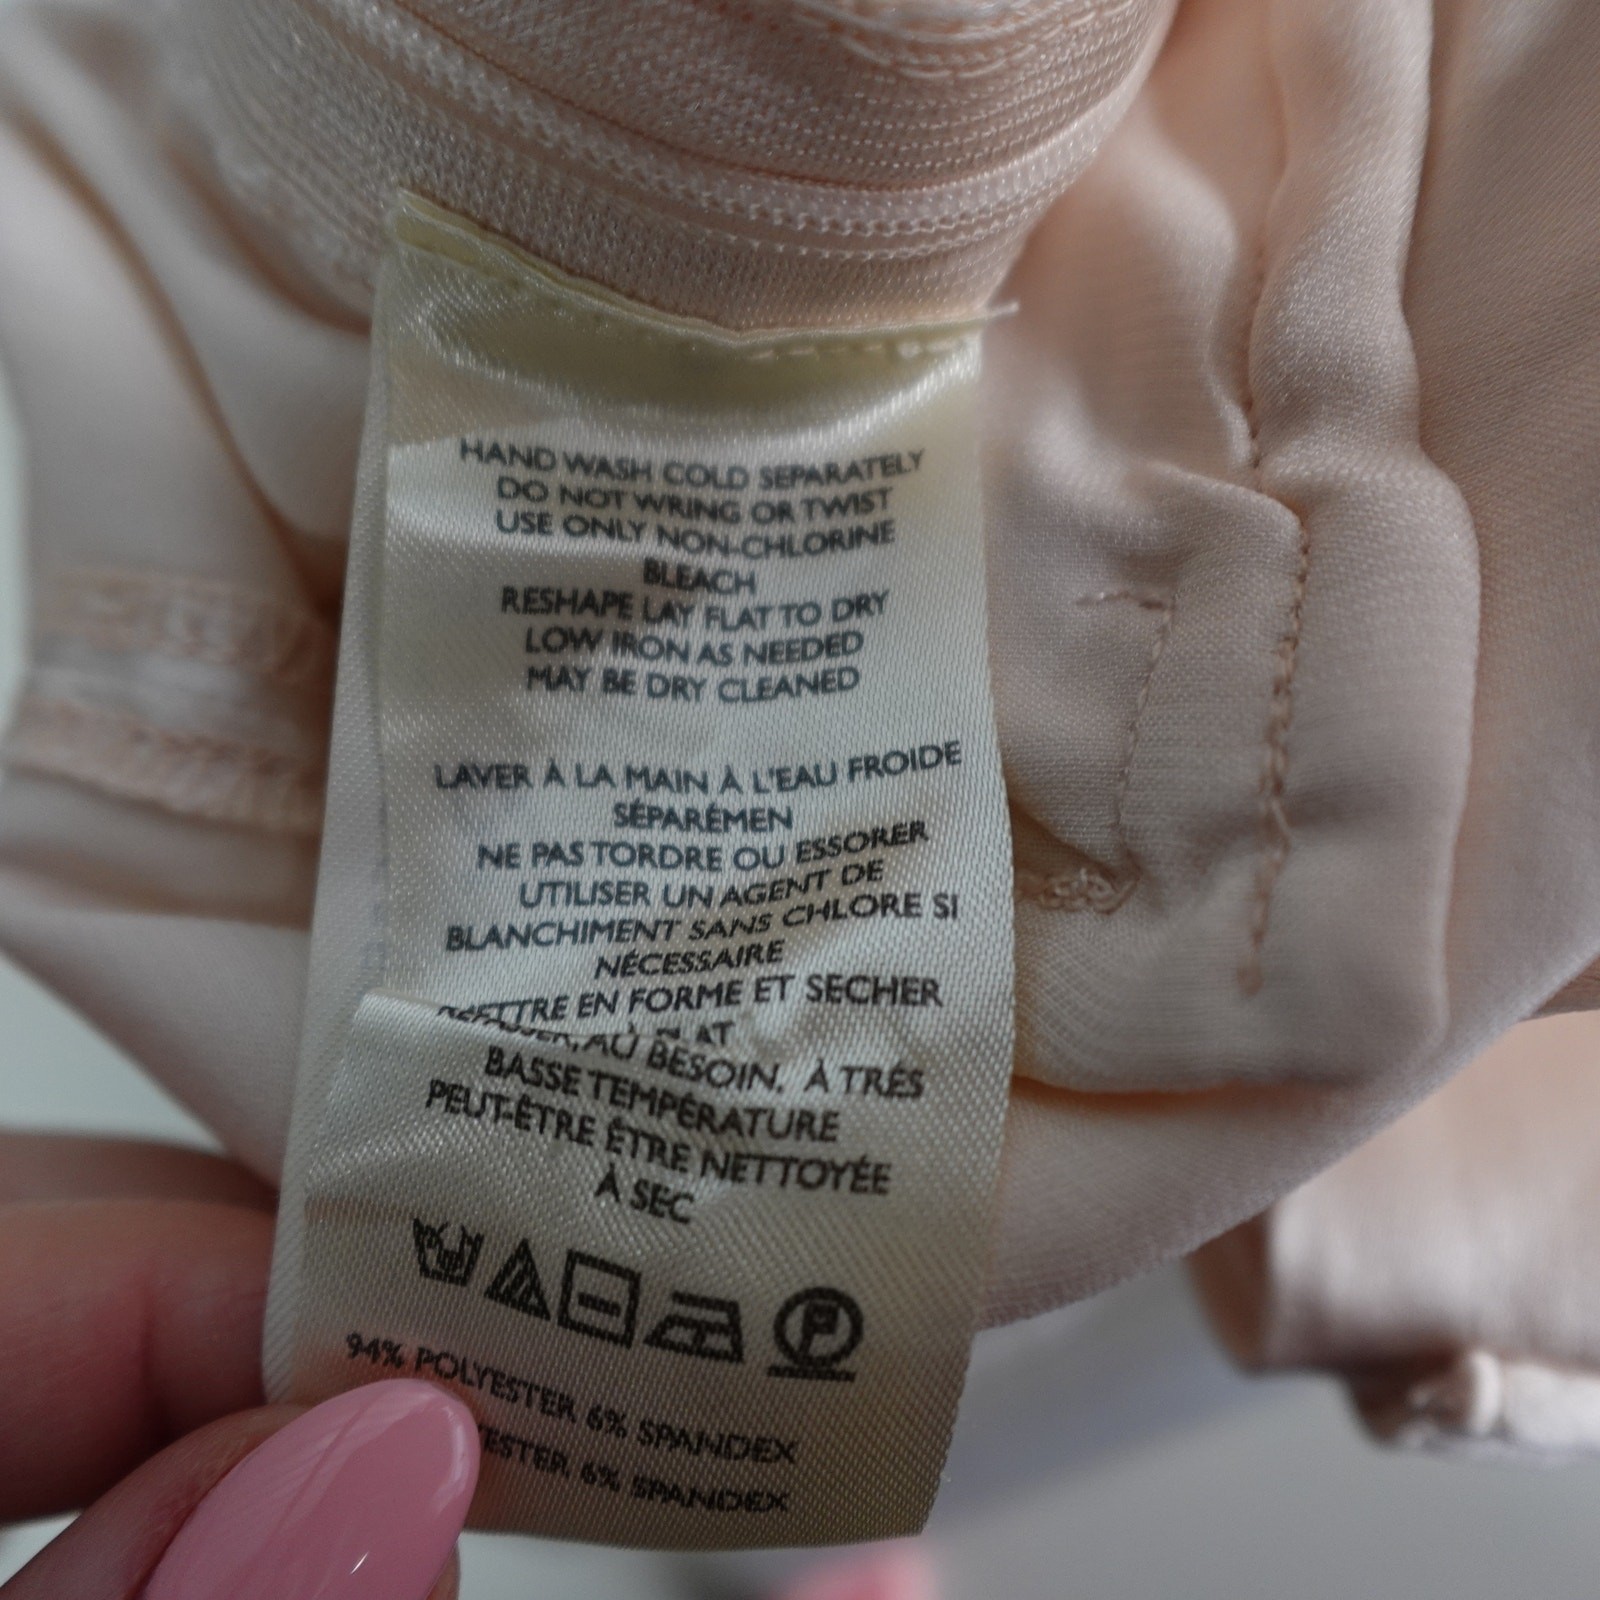 HAND WASH COLD SEPARATELY
DO NOT WRING OR TWIST
USE ONLY NON-CHLORINE
BLEACH
RESHAPE LAY FLAT TO DRY
LOW IRON AS NEEDED
MAY BE DRY CLEANED
LAVER À LA MAIN À L'EAU FROIDE
SÉPARÉMEN
NE PAS TORDRE OU ESSORER
UTILISER UN AGENT DE
BLANCHIMENT SANS CHLORE SI
NÉCESSAIRE
EN FORME ET SECHER
AU BESOIN. À TRÉS
BASSE TEMPÉRATURE
PEUT-ÊTRE ÊTRE NETTOYÉE
À SEC
P
94% POLYESTER 6% SPANDEX
6% SPANDEX